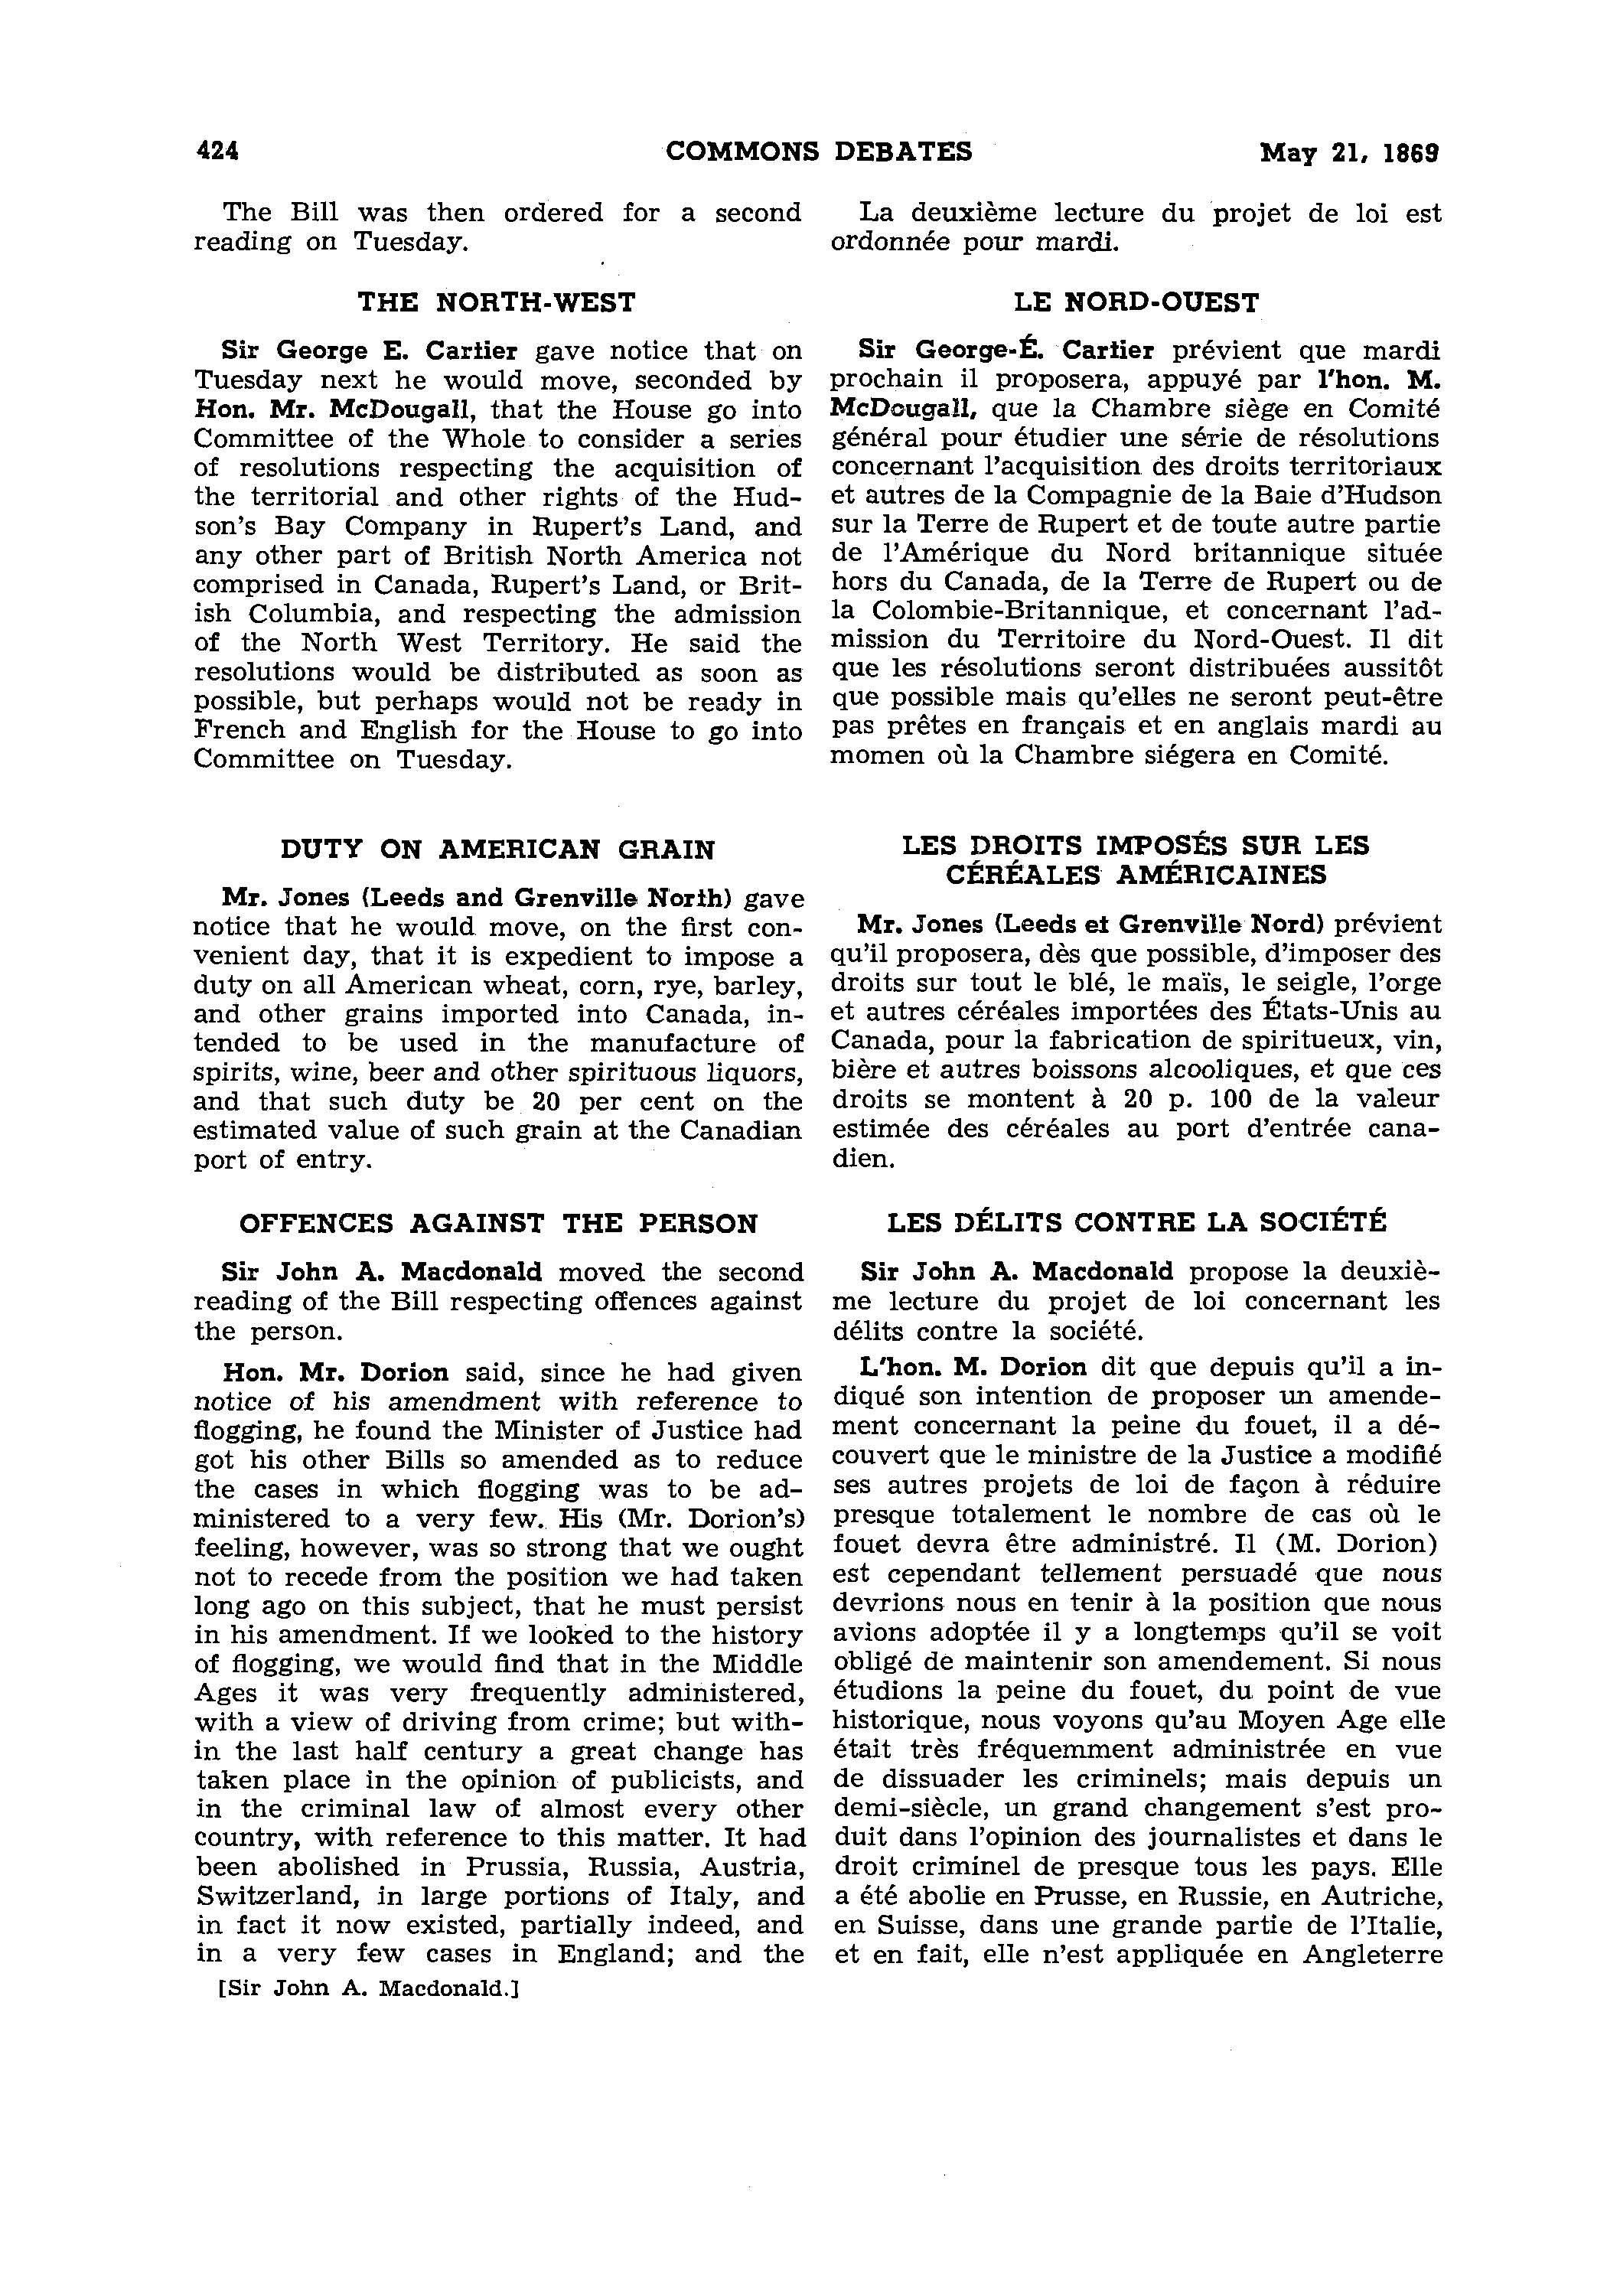 424 COMMONS DEBATES May 21, 1869
The Bill was then ordered for a second
reading on Tuesday.
THE NORTH-WEST
Sir George E. Cartier gave notice that on
Tuesday next he would move, seconded by
Hon. Mr. McDougall, that the House go into
Committee of the Whole to consider a series
of resolutions respecting the acquisition of
the territorial and other rights of the Hud-
son's Bay Company in Rupert's Land, and
any other part of British North America not
comprised in Canada, Rupert's Land, or Brit-
ish Columbia, and respecting the admission
of the North West Territory. He said the
resolutions would be distributed as soon as
possible, but perhaps would not be ready in
French and English for the House to go into
Committee on Tuesday.
DUTY ON AMERICAN GRAIN
Mr. Jones (Leeds and Grenville North) gave
notice that he would move, on the first con-
venient day, that it is expedient to impose a
duty on all American wheat, corn, rye, barley,
and other grains imported into Canada, in-
tended to be used in the manufacture of
spirits, wine, beer and other spirituous liquors,
and that such duty be 20 per cent on the
estimated value of such grain at the Canadian
port of entry.
OFFENCES AGAINST THE PERSON
Sir John A. Macdonald moved the second
reading of the Bill respecting offences against
the person.
Hon. Mr. Dorion said, since he had given
notice of his amendment with reference to
flogging, he found the Minister of Justice had
got his other Bills so amended as to reduce
the cases in which flogging was to be ad-
ministered to a very few. His (Mr. Dorion's)
feeling, however, was so strong that we ought
not to recede from the position we had taken
long ago on this subject, that he must persist
in his amendment. If we looked to the history
of flogging, we would find that in the Middle
Ages it was very frequently administered,
with a view of driving from crime; but with-
in the last half century a great change has
taken place in the opinion of publicists, and
in the criminal law of almost every other
country, with reference to this matter. It had
been abolished in Prussia, Russia, Austria,
Switzerland, in large portions of Italy, and
in fact it now existed, partially indeed, and
in a very few cases in England; and the
[Sir John A. Macdonald.]
La deuxième lecture du projet de loi est
ordonnée pour mardi.
LE NORD-OUEST
Sir George-É. Cartier prévient que mardi
prochain il proposera, appuyé par l'hon. M.
McDougall, que la Chambre siège en Comité
général pour étudier une série de résolutions
concernant l'acquisition des droits territoriaux
et autres de la Compagnie de la Baie d'Hudson
sur la Terre de Rupert et de toute autre partie
de l'Amérique du Nord britannique située
hors du Canada, de la Terre de Rupert ou de
la Colombie-Britannique, et concernant l'ad-
mission du Territoire du Nord-Ouest. Il dit
que les résolutions seront distribuées aussitôt
que possible mais qu'elles ne seront peut-être
pas prêtes en français et en anglais mardi au
momen où la Chambre siégera en Comité.
LES DROITS IMPOSÉS SUR LES
CÉRÉALES AMÉRICAINES
Mr. Jones (Leeds et Grenville Nord) prévient
qu'il proposera, dès que possible, d'imposer des
droits sur tout le blé, le maïs, le seigle, l'orge
et autres céréales importées des États-Unis au
Canada, pour la fabrication de spiritueux, vin,
bière et autres boissons alcooliques, et que ces
droits se montent à 20 p. 100 de la valeur
estimée des céréales au port d'entrée cana-
dien.
LES DÉLITS CONTRE LA SOCIÉTÉ
Sir John A. Macdonald propose la deuxiè-
me lecture du projet de loi concernant les
délits contre la société.
L'hon. M. Dorion dit que depuis qu'il a in-
diqué son intention de proposer un amende-
ment concernant la peine du fouet, il a dé-
couvert que le ministre de la Justice a modifié
ses autres projets de loi de façon à réduire
presque totalement le nombre de cas où le
fouet devra être administré. Il (M. Dorion)
est cependant tellement persuadé que nous
devrions nous en tenir à la position que nous
avions adoptée il y a longtemps qu'il se voit
obligé de maintenir son amendement. Si nous
étudions la peine du fouet, du point de vue
historique, nous voyons qu'au Moyen Age elle
était très fréquemment administrée en vue
de dissuader les criminels; mais depuis un
demi-siècle, un grand changement s'est pro-
duit dans l'opinion des journalistes et dans le
droit criminel de presque tous les pays. Elle
a été abolie en Prusse, en Russie, en Autriche,
en Suisse, dans une grande partie de l'Italie,
et en fait, elle n'est appliquée en Angleterre